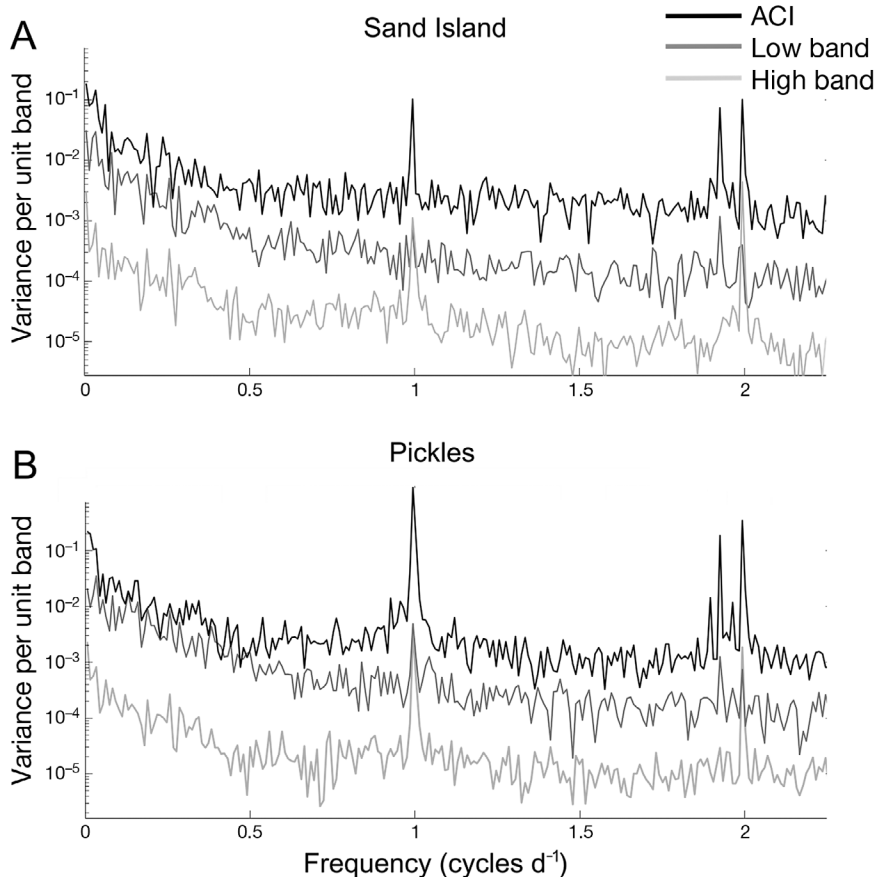 A
Sand Island
ACI
Low band
High band
Variance per unit band
10⁻¹
10⁻²
10⁻³
10⁻⁴
10⁻⁵
0
0.5
1
1.5
2
B
Pickles
Variance per unit band
10⁻¹
10⁻²
10⁻³
10⁻⁴
10⁻⁵
0
0.5
1
1.5
2
Frequency (cycles d⁻¹)